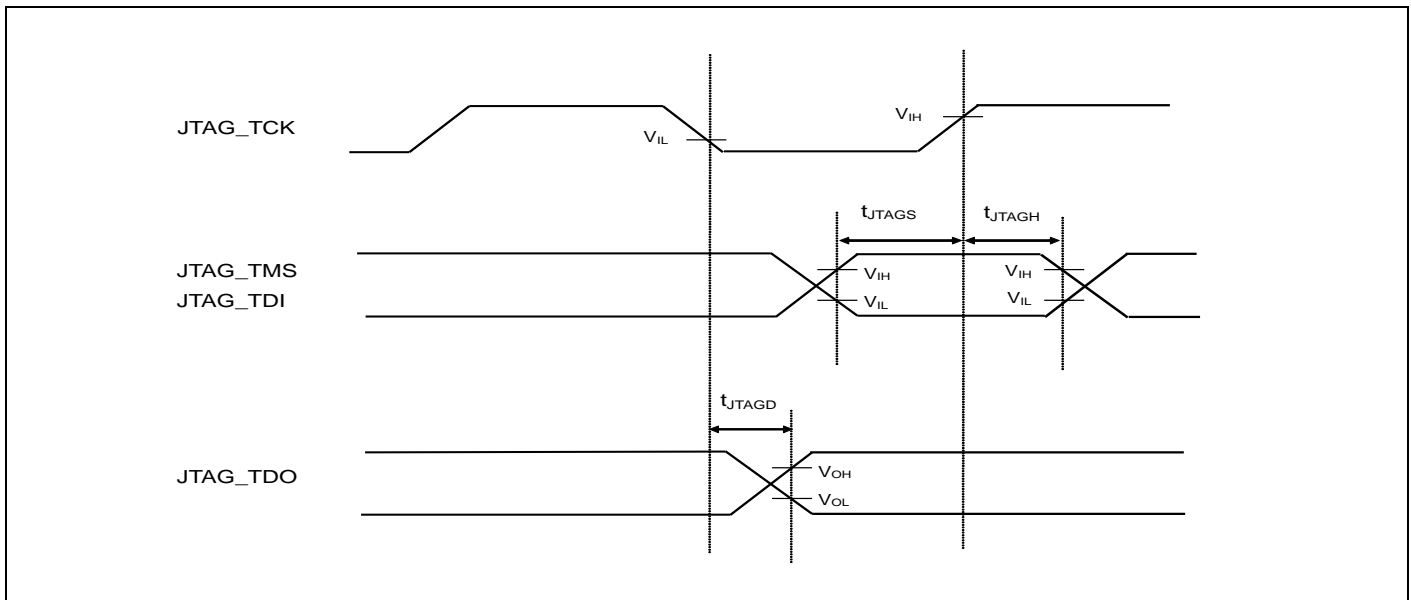 JTAG_TCK
VIL
VIH
tJTAGS
tJTAGH
JTAG_TMS
JTAG_TDI
VIH
VIL
VIH
VIL
tJTAGD
JTAG_TDO
VOH
VOL